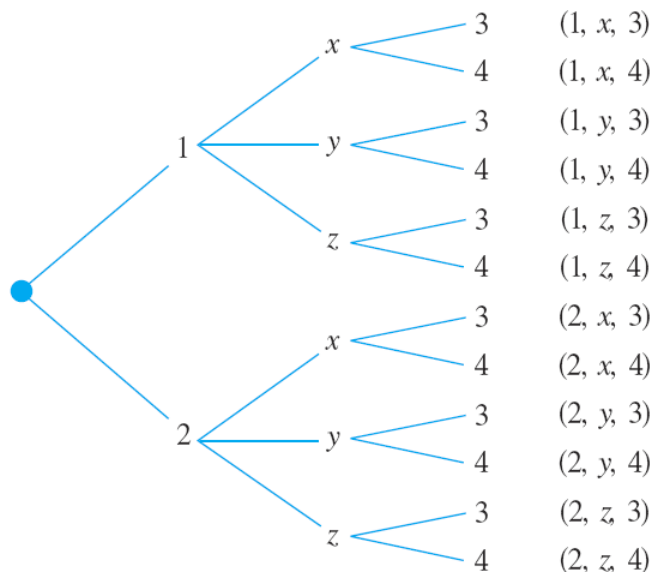 3 (1, x, 3)
x
4 (1, x, 4)
3 (1, y, 3)
1 y
4 (1, y, 4)
3 (1, z, 3)
z
4 (1, z, 4)
3 (2, x, 3)
x
4 (2, x, 4)
3 (2, y, 3)
2 y
4 (2, y, 4)
3 (2, z, 3)
z
4 (2, z, 4)